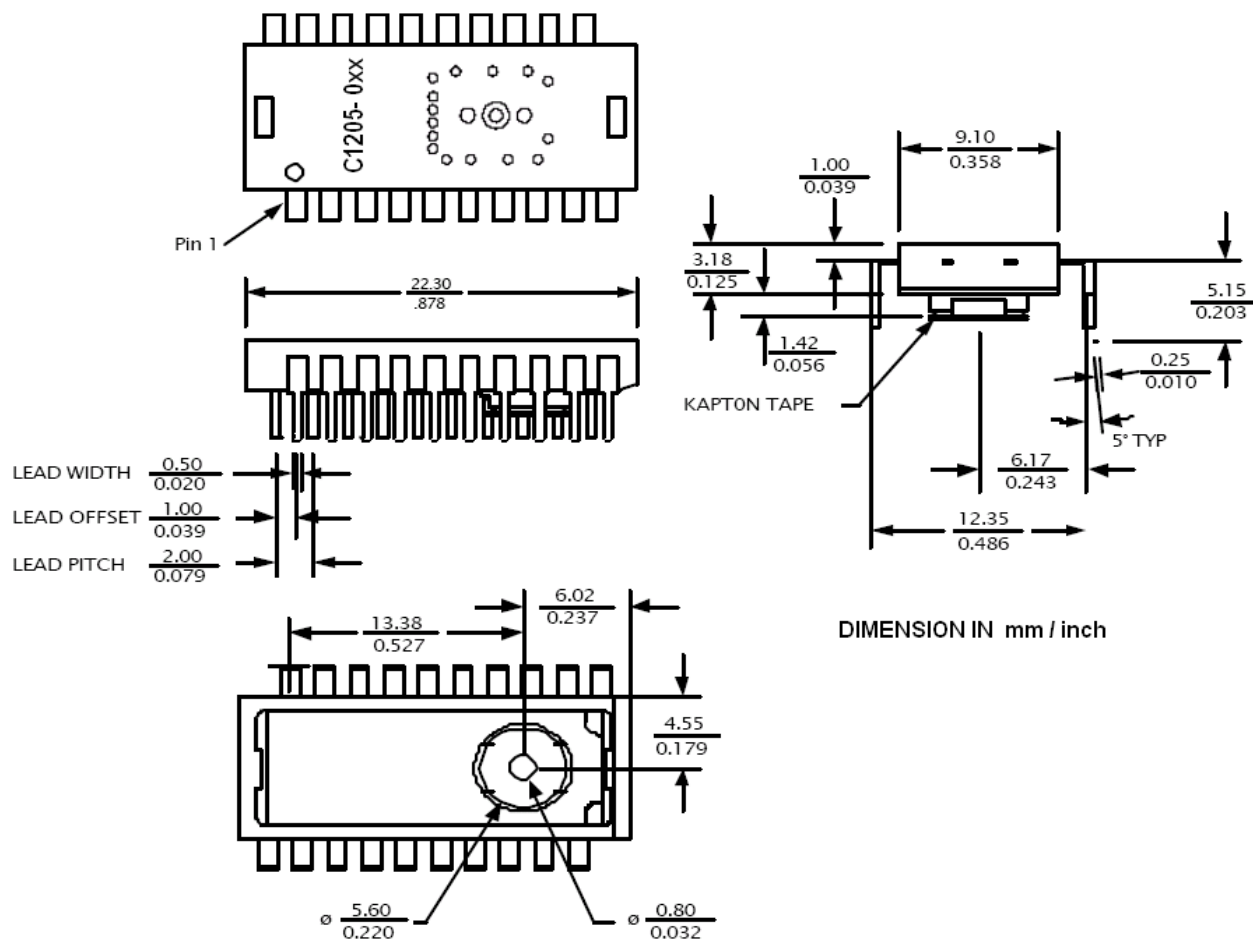 C1205- 0xx
Pin 1
9.10
0.358
1.00
0.039
3.18
0.125
5.15
0.203
1.42
0.056
0.25
0.010
KAPTON TAPE
5° TYP
6.17
0.243
12.35
0.486
22.30
.878
LEAD WIDTH 0.50
0.020
LEAD OFFSET 1.00
0.039
LEAD PITCH 2.00
0.079
6.02
0.237
13.38
0.527
DIMENSION IN mm / inch
4.55
0.179
ø 5.60
0.220
ø 0.80
0.032